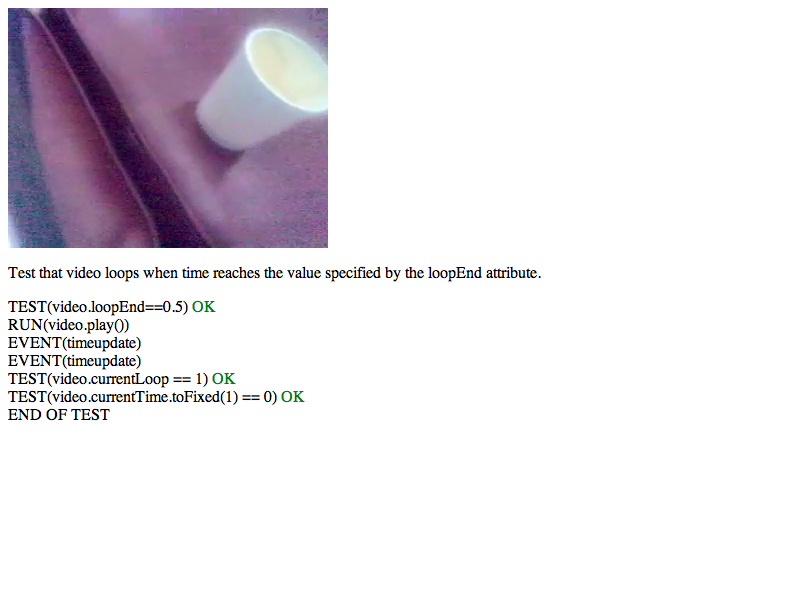 Test that video loops when time reaches the value specified by the loopEnd attribute.
TEST(video.loopEnd==0.5) OK
RUN(video.play())
EVENT(timeupdate)
EVENT(timeupdate)
TEST(video.currentLoop == 1) OK
TEST(video.currentTime.toFixed(1) == 0) OK
END OF TEST